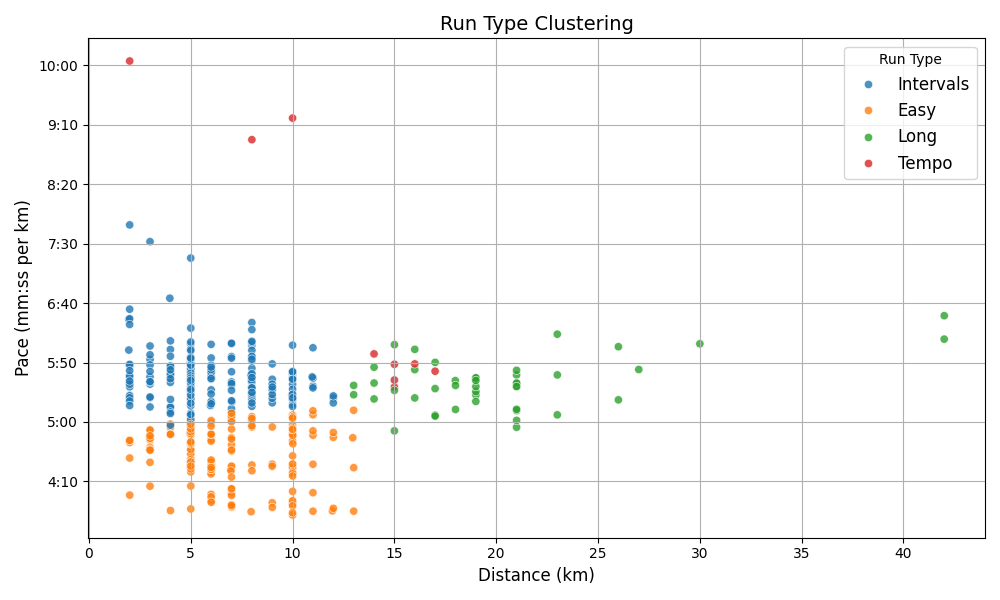 Run Type Clustering
Pace (mm:ss per km)
10:00
9:10
8:20
7:30
6:40
5:50
5:00
4:10
Run Type
Intervals
Easy
Long
Tempo
0 5 10 15 20 25 30 35 40
Distance (km)